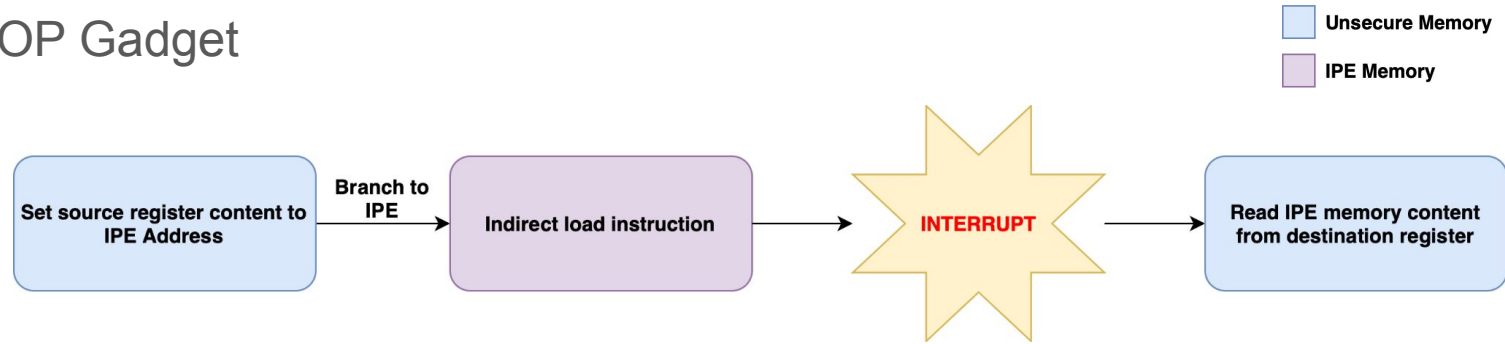 OP Gadget
Unsecure Memory
IPE Memory
Set source register content to
IPE Address
Branch to
IPE
Indirect load instruction
INTERRUPT
Read IPE memory content
from destination register